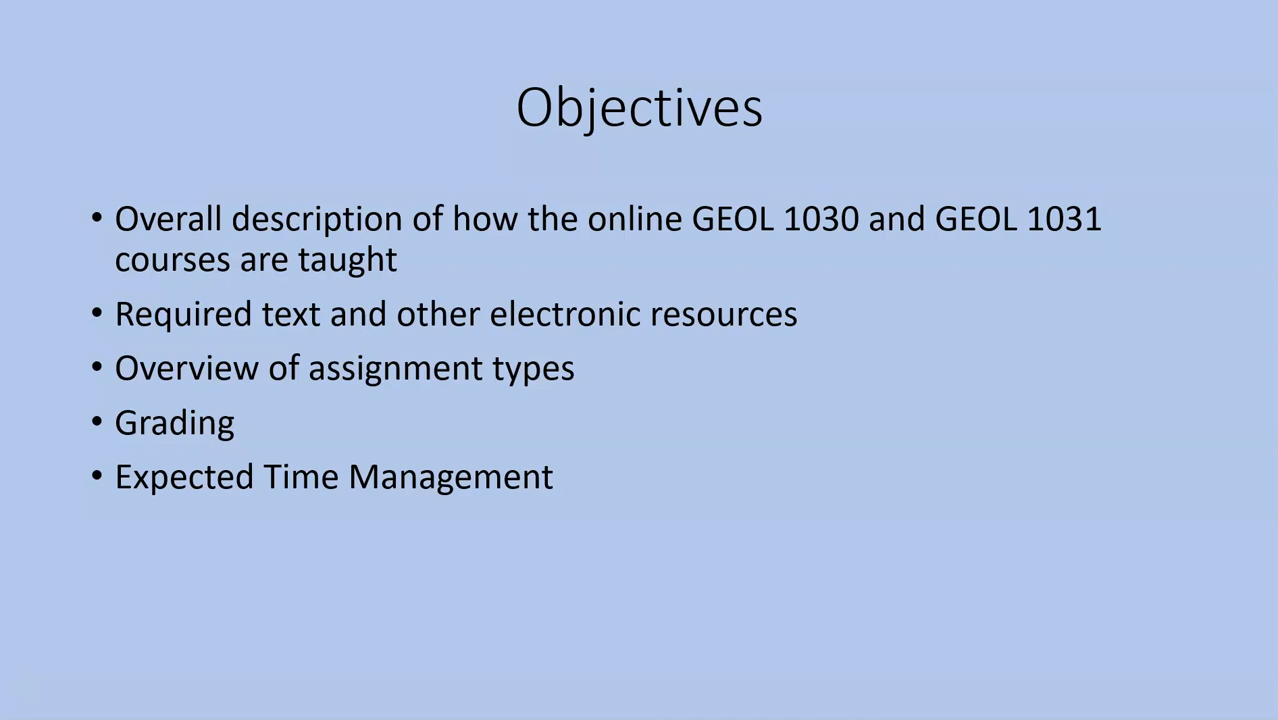 Objectives
• Overall description of how the online GEOL 1030 and GEOL 1031
courses are taught
• Required text and other electronic resources
• Overview of assignment types
• Grading
• Expected Time Management